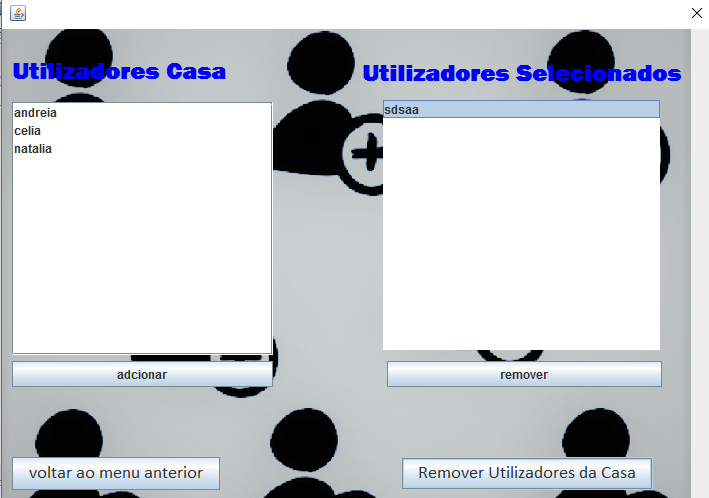 Utilizadores Casa
Utilizadores Selecionados
andreia
celia
natalia
sdsaa
adcionar
remover
voltar ao menu anterior
Remover Utilizadores da Casa